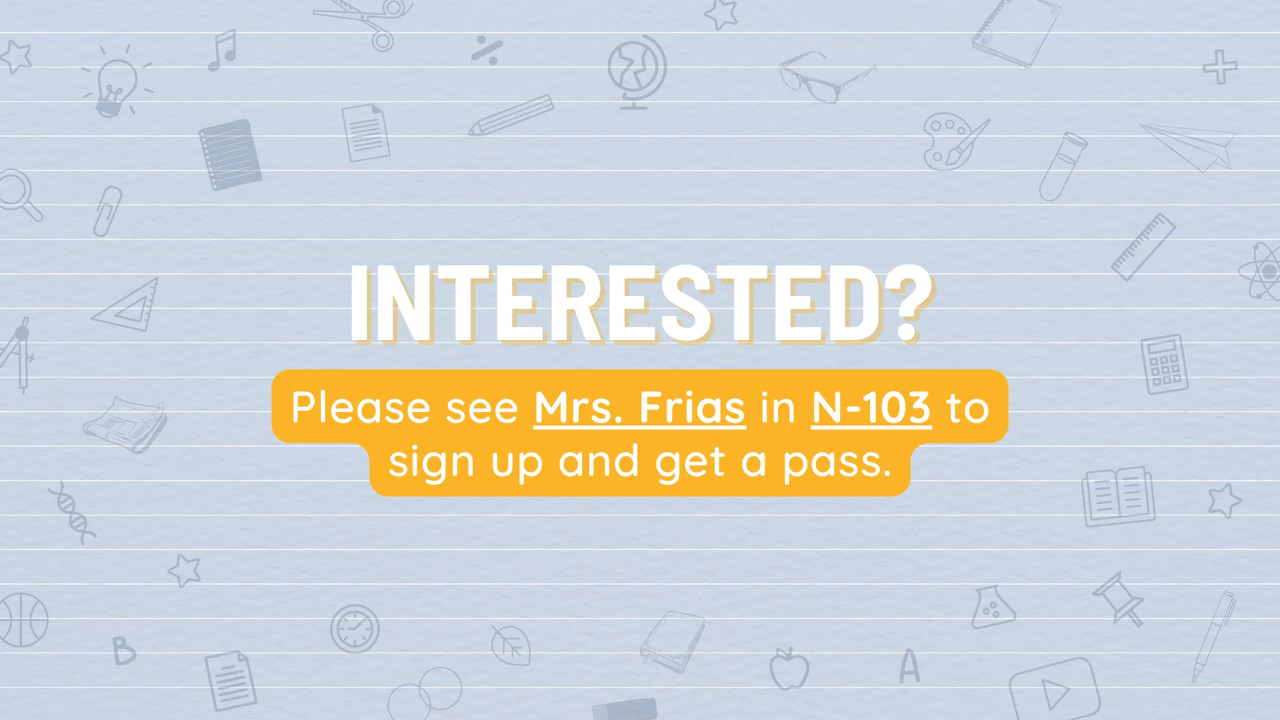 INTERESTED?
Please see Mrs. Frias in N-103 to
sign up and get a pass.
B
A